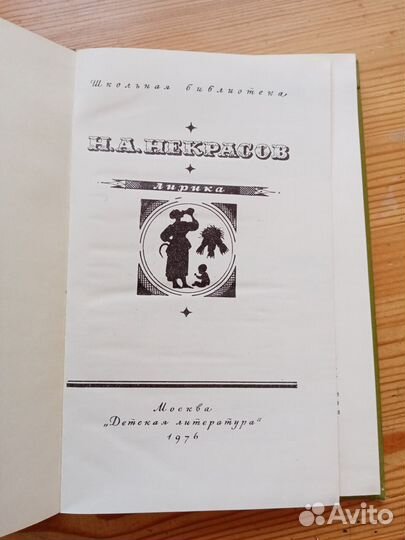 Школьная библиотека
Н.А.НЕКРАСОВ
лирика
Москва
„Детская литература“
1976
Avito